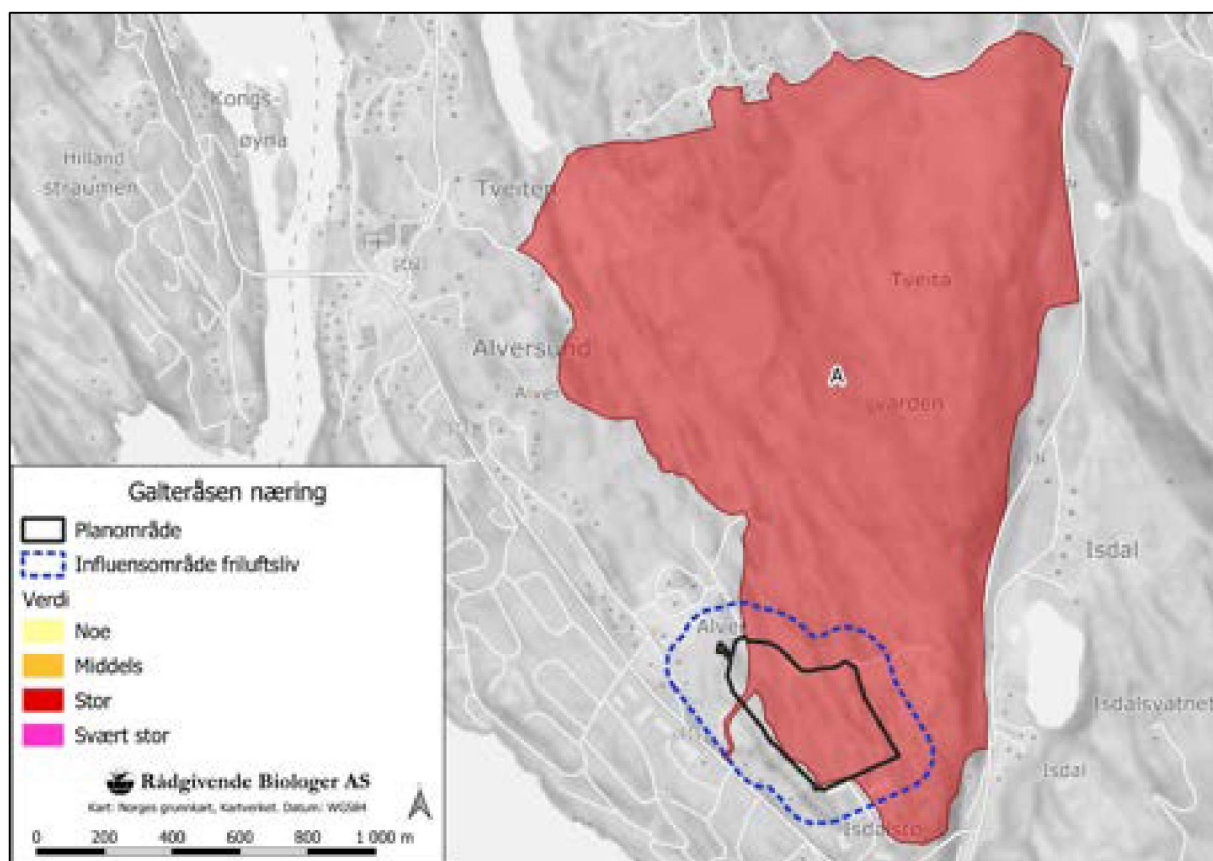 Kongs-
øyna
Hilland
straumen
Tveiten
Tveita
Alversund
Alver
A
varden
Isdal
Alver
Isdalsvatnet
Isdal
Isdalstø
Galteråsen næring
Planområde
Influensområde friluftsliv
Verdi
Noe
Middels
Stor
Svært stor
Rådgivende Biologer AS
Kart: Norges grunnkart, Kartverket. Datum: WGS84
0 200 400 600 800 1 000 m